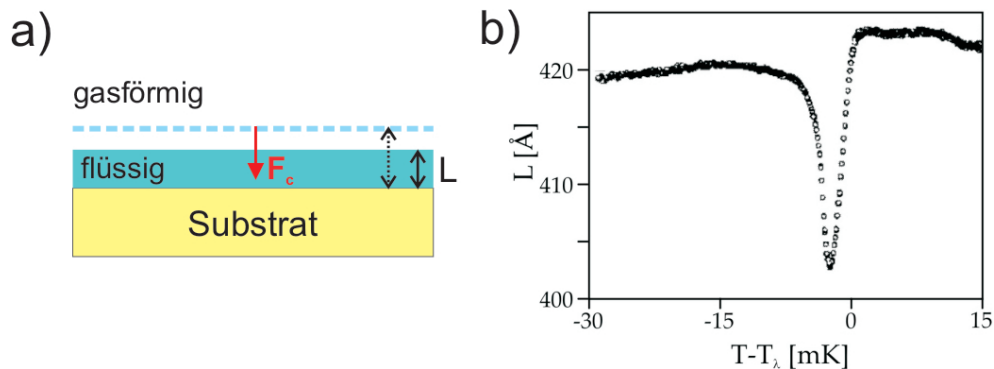 a)
gasförmig
flüssig
F_c
L
Substrat
b)
L [Å]
420
410
400
-30
-15
0
15
T-T_λ [mK]